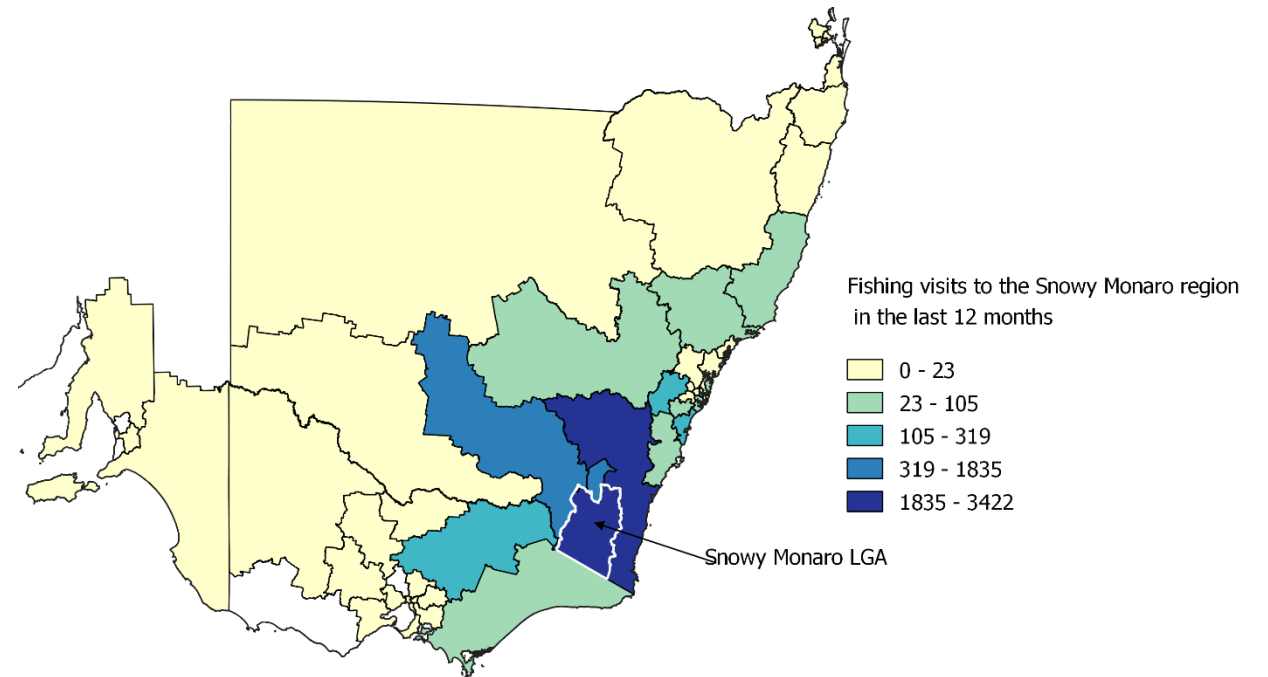 Fishing visits to the Snowy Monaro region
in the last 12 months
0 - 23
23 - 105
105 - 319
319 - 1835
1835 - 3422
Snowy Monaro LGA